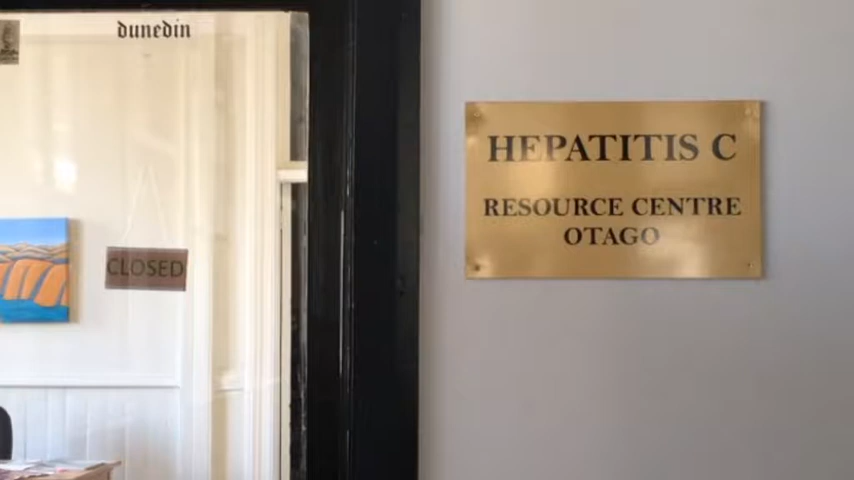 dunedin
CLOSED
HEPATITIS C
RESOURCE CENTRE
OTAGO